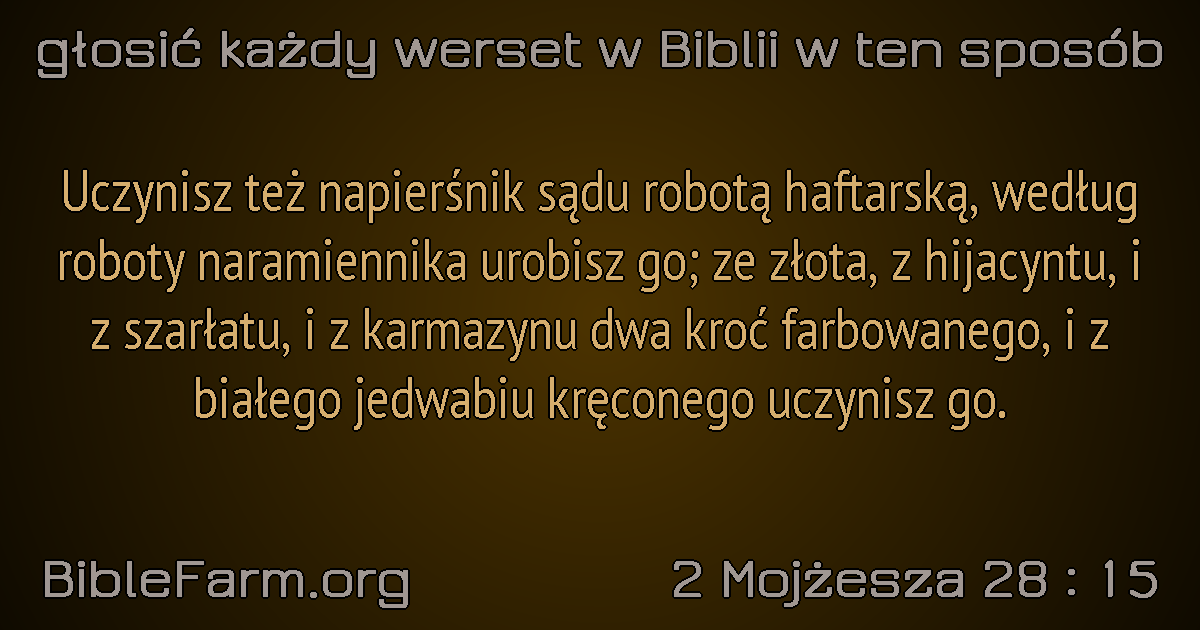 głosić każdy werset w Biblii w ten sposób
Uczynisz też napierśnik sądu robotą haftarską, według
roboty naramiennika urobisz go; ze złota, z hijacyntu, i
z szarłatu, i z karmazynu dwa kroć farbowanego, i z
białego jedwabiu kręconego uczynisz go.
BibleFarm.org
2 Mojżesza 28 : 15